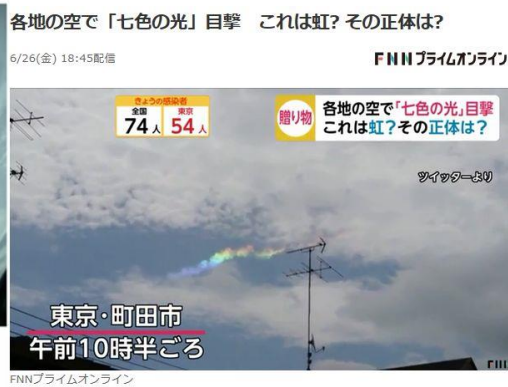 各地の空で「七色の光」目撃　これは虹? その正体は?
6/26(金) 18:45配信
FNNプライムオンライン
きょうの感染者
全国 東京
74人 54人
贈り物
各地の空で「七色の光」目撃
これは虹?その正体は?
ツイッターより
東京・町田市
午前10時半ごろ
FNNプライムオンライン